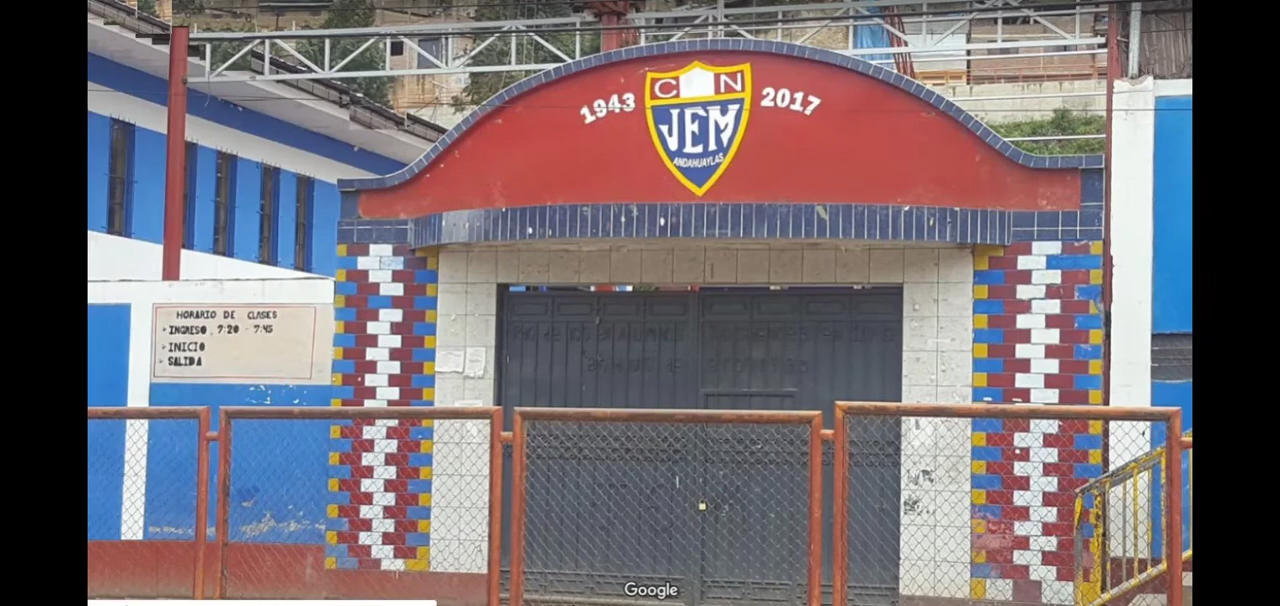 C N
1943 JEM 2017
ANDAHUAYLAS
HORARIO DE CLASES
INGRESO . 7:20 - 7:45
INICIO
SALIDA
Google